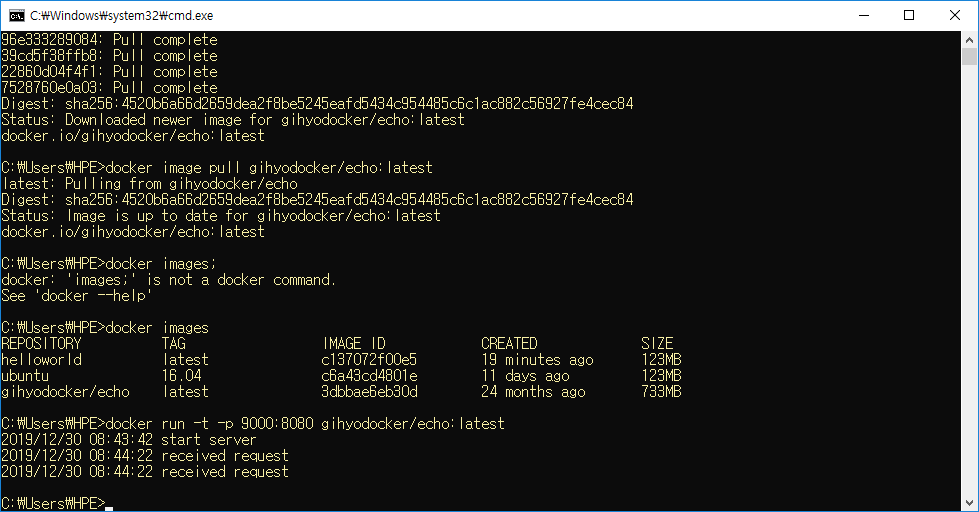 C:₩Windows₩system32₩cmd.exe
96e333289084: Pull complete
39cd5f38ffb8: Pull complete
22860d04f4f1: Pull complete
7528760e0a03: Pull complete
Digest: sha256:4520b6a66d2659dea2f8be5245eafd5434c954485c6c1ac882c56927fe4cec84
Status: Downloaded newer image for gihyodocker/echo:latest
docker.io/gihyodocker/echo:latest
C:₩Users₩HPE>docker image pull gihyodocker/echo:latest
latest: Pulling from gihyodocker/echo
Digest: sha256:4520b6a66d2659dea2f8be5245eafd5434c954485c6c1ac882c56927fe4cec84
Status: Image is up to date for gihyodocker/echo:latest
docker.io/gihyodocker/echo:latest
C:₩Users₩HPE>docker images;
docker: 'images;' is not a docker command.
See 'docker --help'
C:₩Users₩HPE>docker images
REPOSITORY TAG IMAGE ID CREATED SIZE
helloworld latest c137072f00e5 19 minutes ago 123MB
ubuntu 16.04 c6a43cd4801e 11 days ago 123MB
gihyodocker/echo latest 3dbbae6eb30d 24 months ago 733MB
C:₩Users₩HPE>docker run -t -p 9000:8080 gihyodocker/echo:latest
2019/12/30 08:43:42 start server
2019/12/30 08:44:22 received request
2019/12/30 08:44:22 received request
C:₩Users₩HPE>